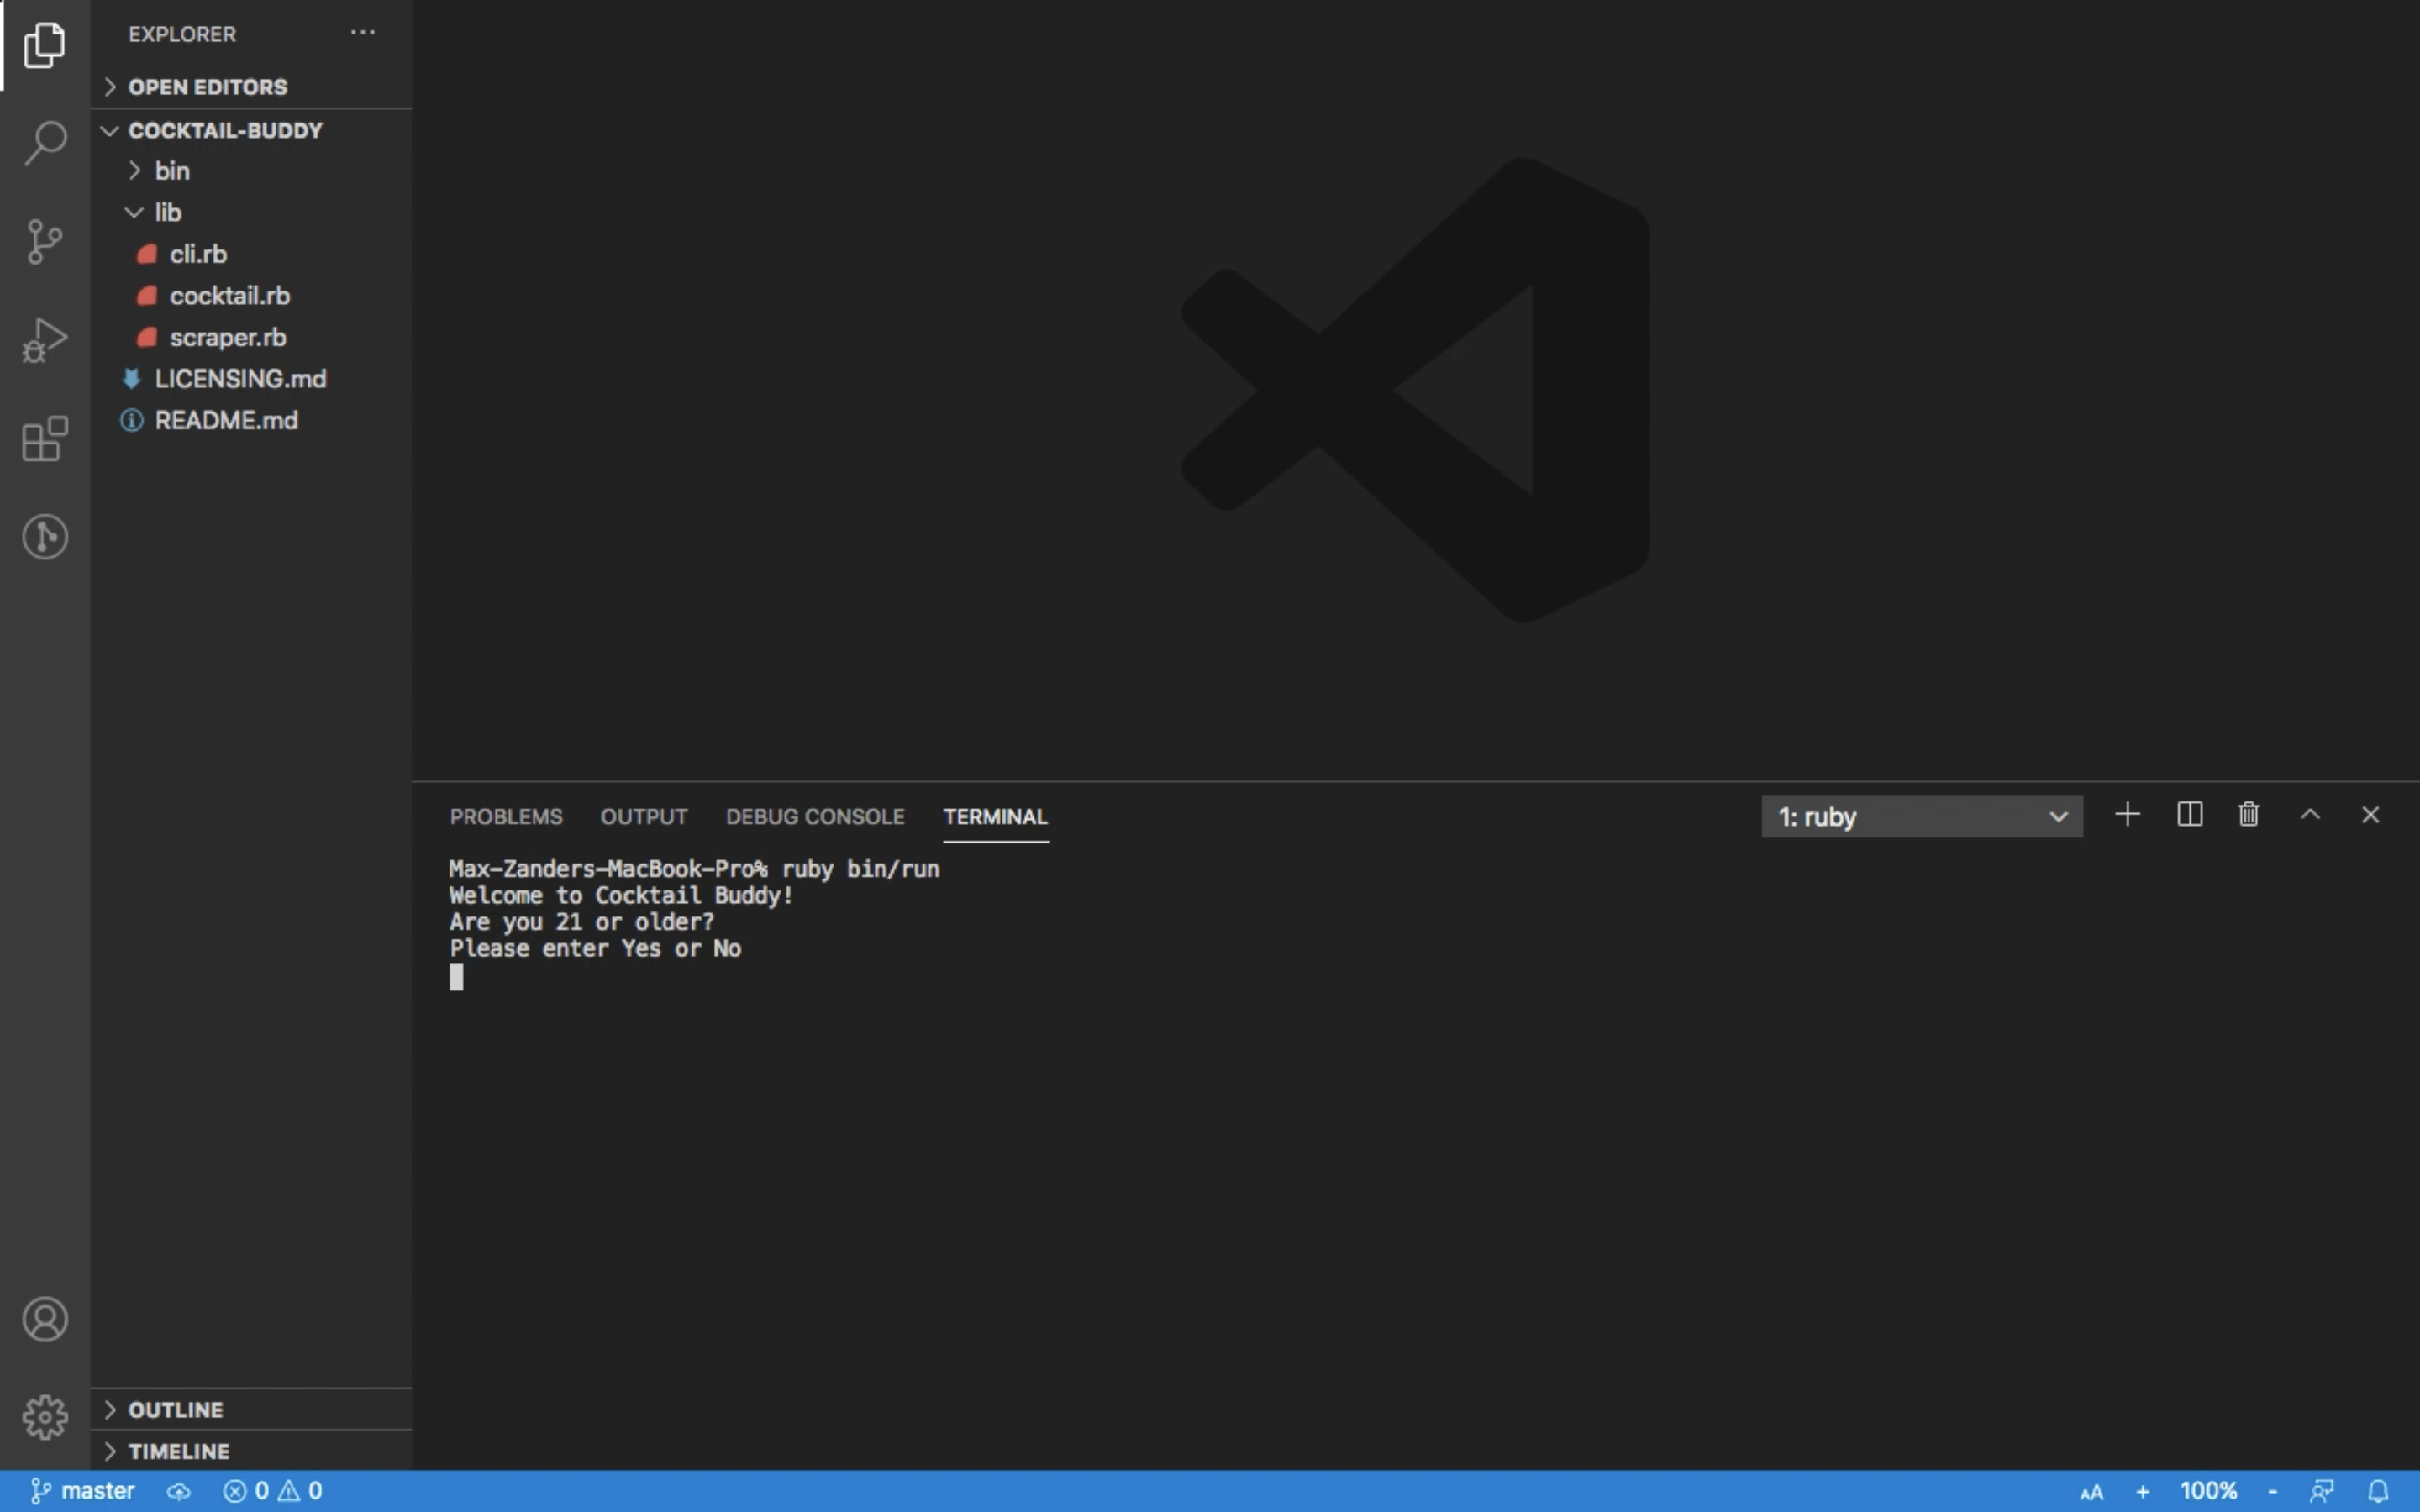 EXPLORER
OPEN EDITORS
COCKTAIL-BUDDY
bin
lib
cli.rb
cocktail.rb
scraper.rb
LICENSING.md
README.md
OUTLINE
TIMELINE
PROBLEMS OUTPUT DEBUG CONSOLE TERMINAL 1: ruby
Max-Zanders-MacBook-Pro% ruby bin/run
Welcome to Cocktail Buddy!
Are you 21 or older?
Please enter Yes or No
master 0 0 AA + 100% -